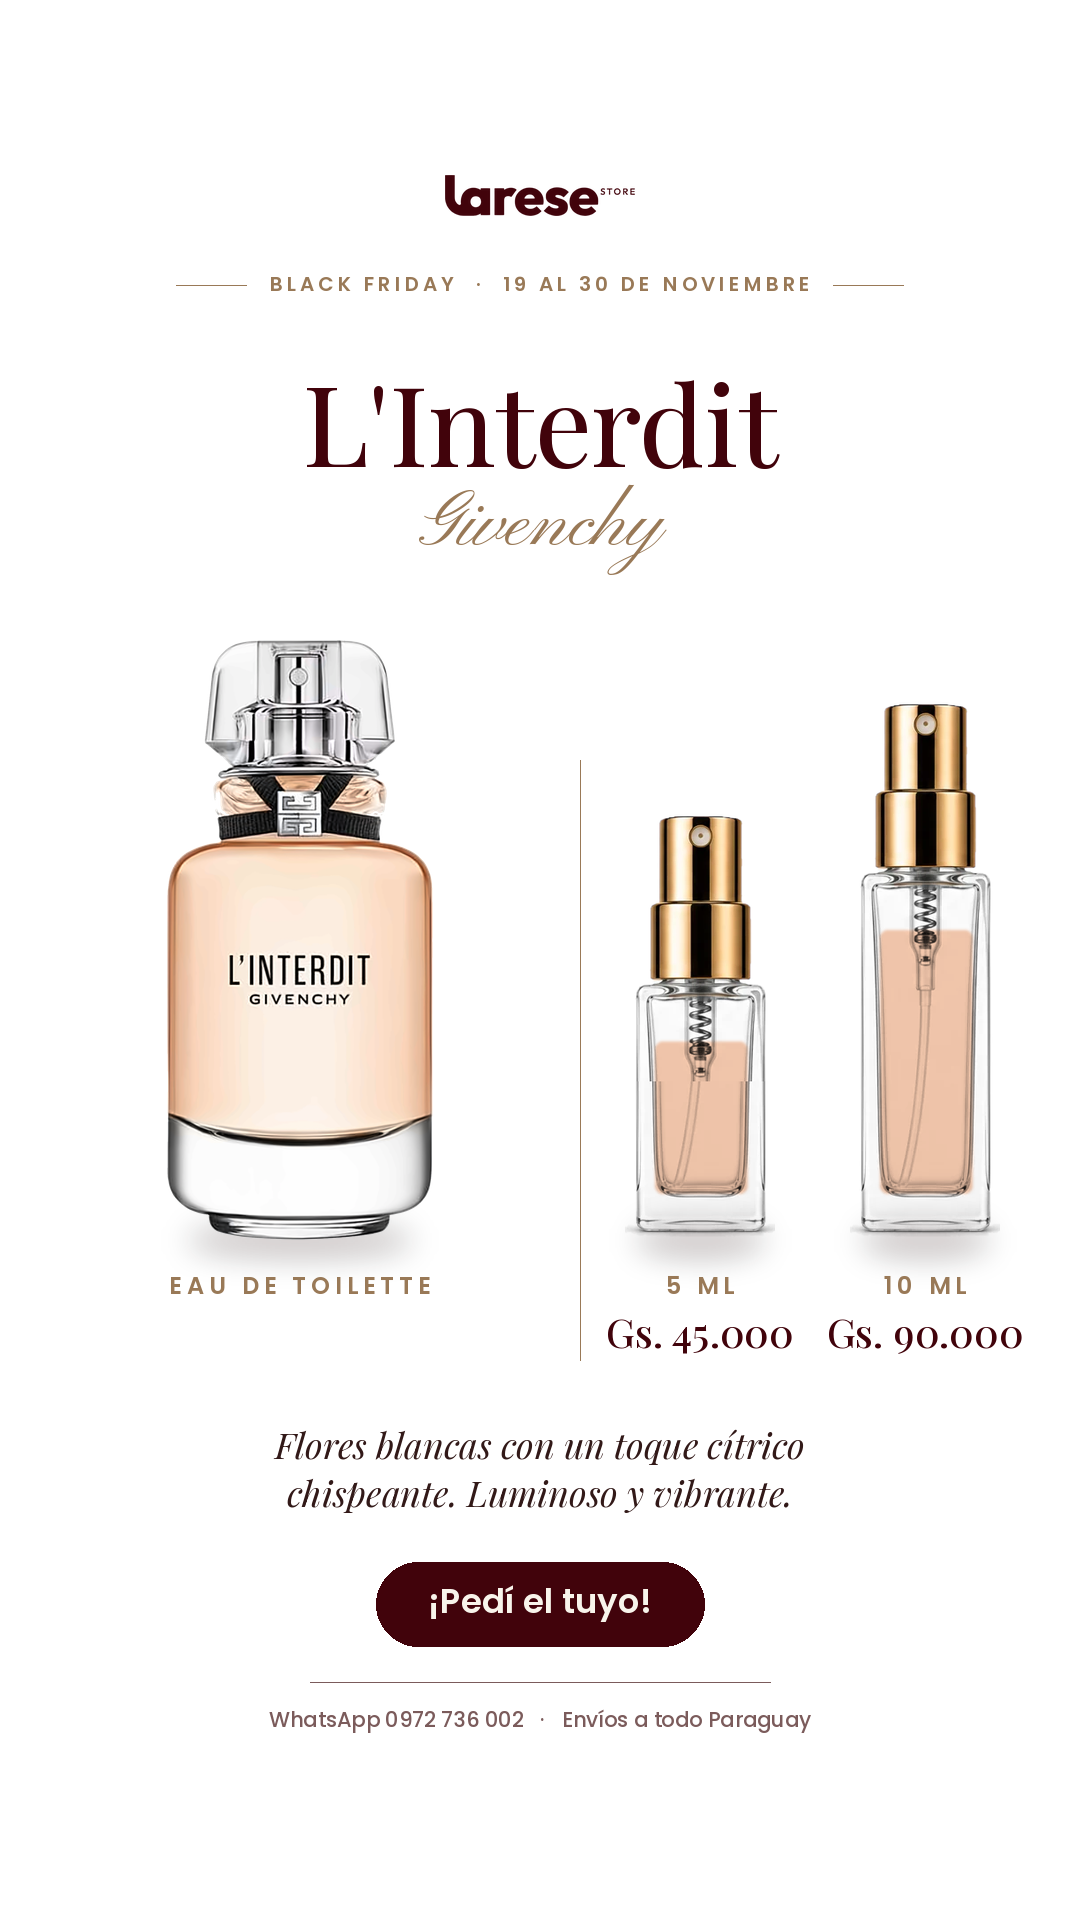 larese STORE
BLACK FRIDAY · 19 AL 30 DE NOVIEMBRE
L'Interdit
Givenchy
L'INTERDIT
GIVENCHY
EAU DE TOILETTE
5 ML
Gs. 45.000
10 ML
Gs. 90.000
Flores blancas con un toque cítrico
chispeante. Luminoso y vibrante.
¡Pedí el tuyo!
WhatsApp 0972 736 002 · Envíos a todo Paraguay